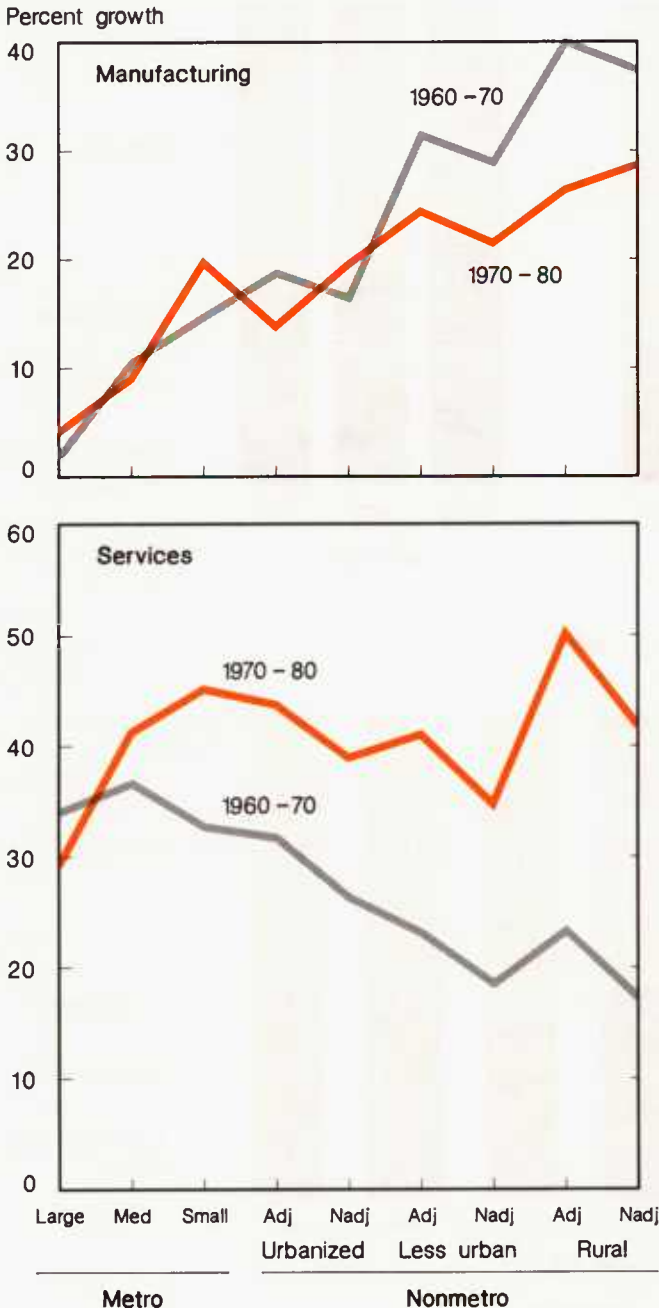 Percent growth
40
Manufacturing
1960-70
30
20
1970-80
10
0
60
Services
50
1970-80
40
1960-70
30
20
10
0
Large Med Small Adj Nadj Adj Nadj Adj Nadj
Urbanized Less urban Rural
Metro Nonmetro